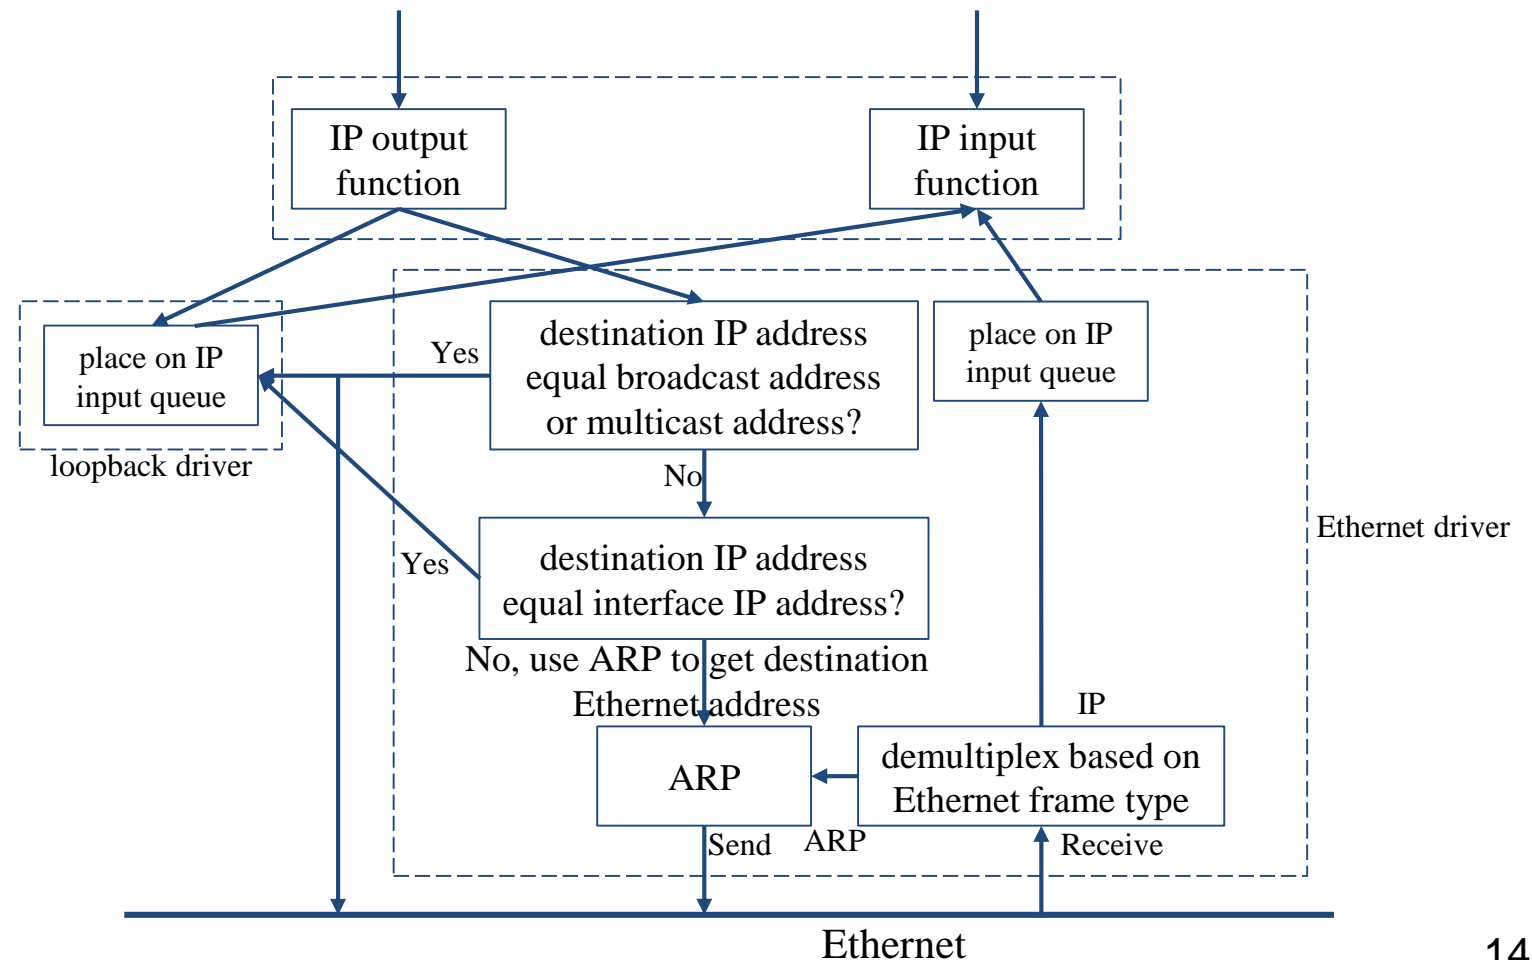 IP output
function
IP input
function
place on IP
input queue
loopback driver
Yes
destination IP address
equal broadcast address
or multicast address?
place on IP
input queue
No
Ethernet driver
Yes
destination IP address
equal interface IP address?
No, use ARP to get destination
Ethernet address
IP
ARP
demultiplex based on
Ethernet frame type
Send
ARP
Receive
Ethernet
14